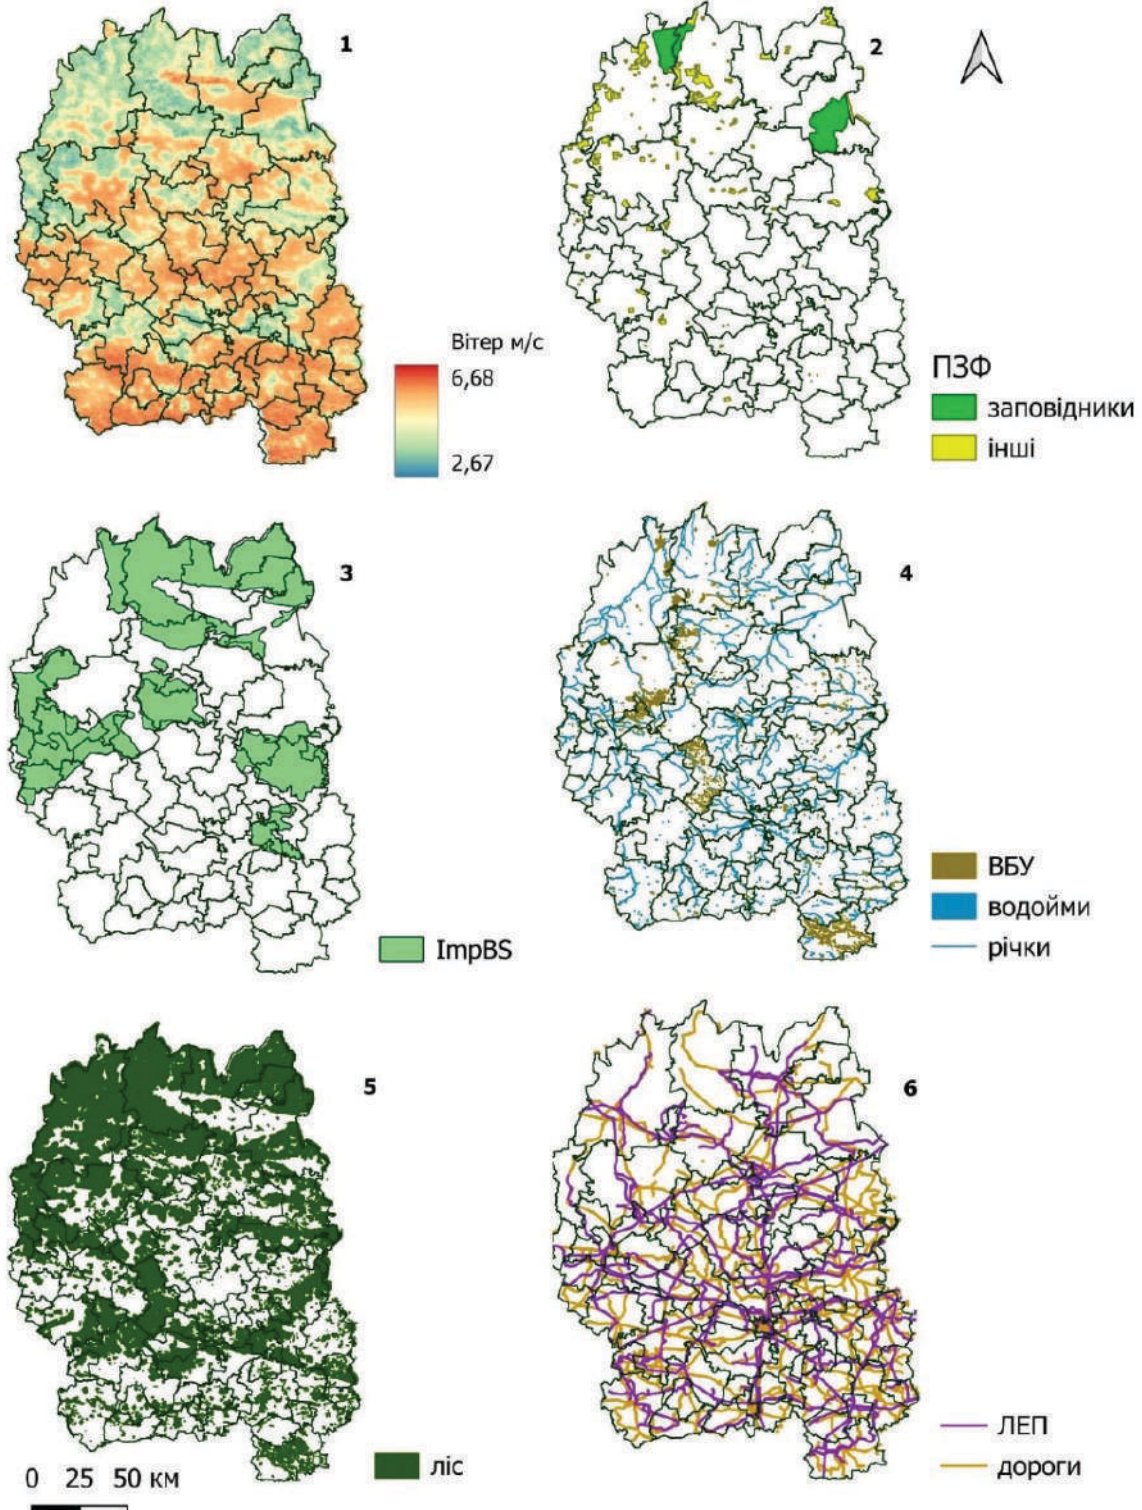 1
2
Вітер м/с
6,68
2,67
ПЗФ
заповідники
інші
3
4
ImpBS
ВБУ
водойми
річки
5
6
ліс
ЛЕП
дороги
0 25 50 км